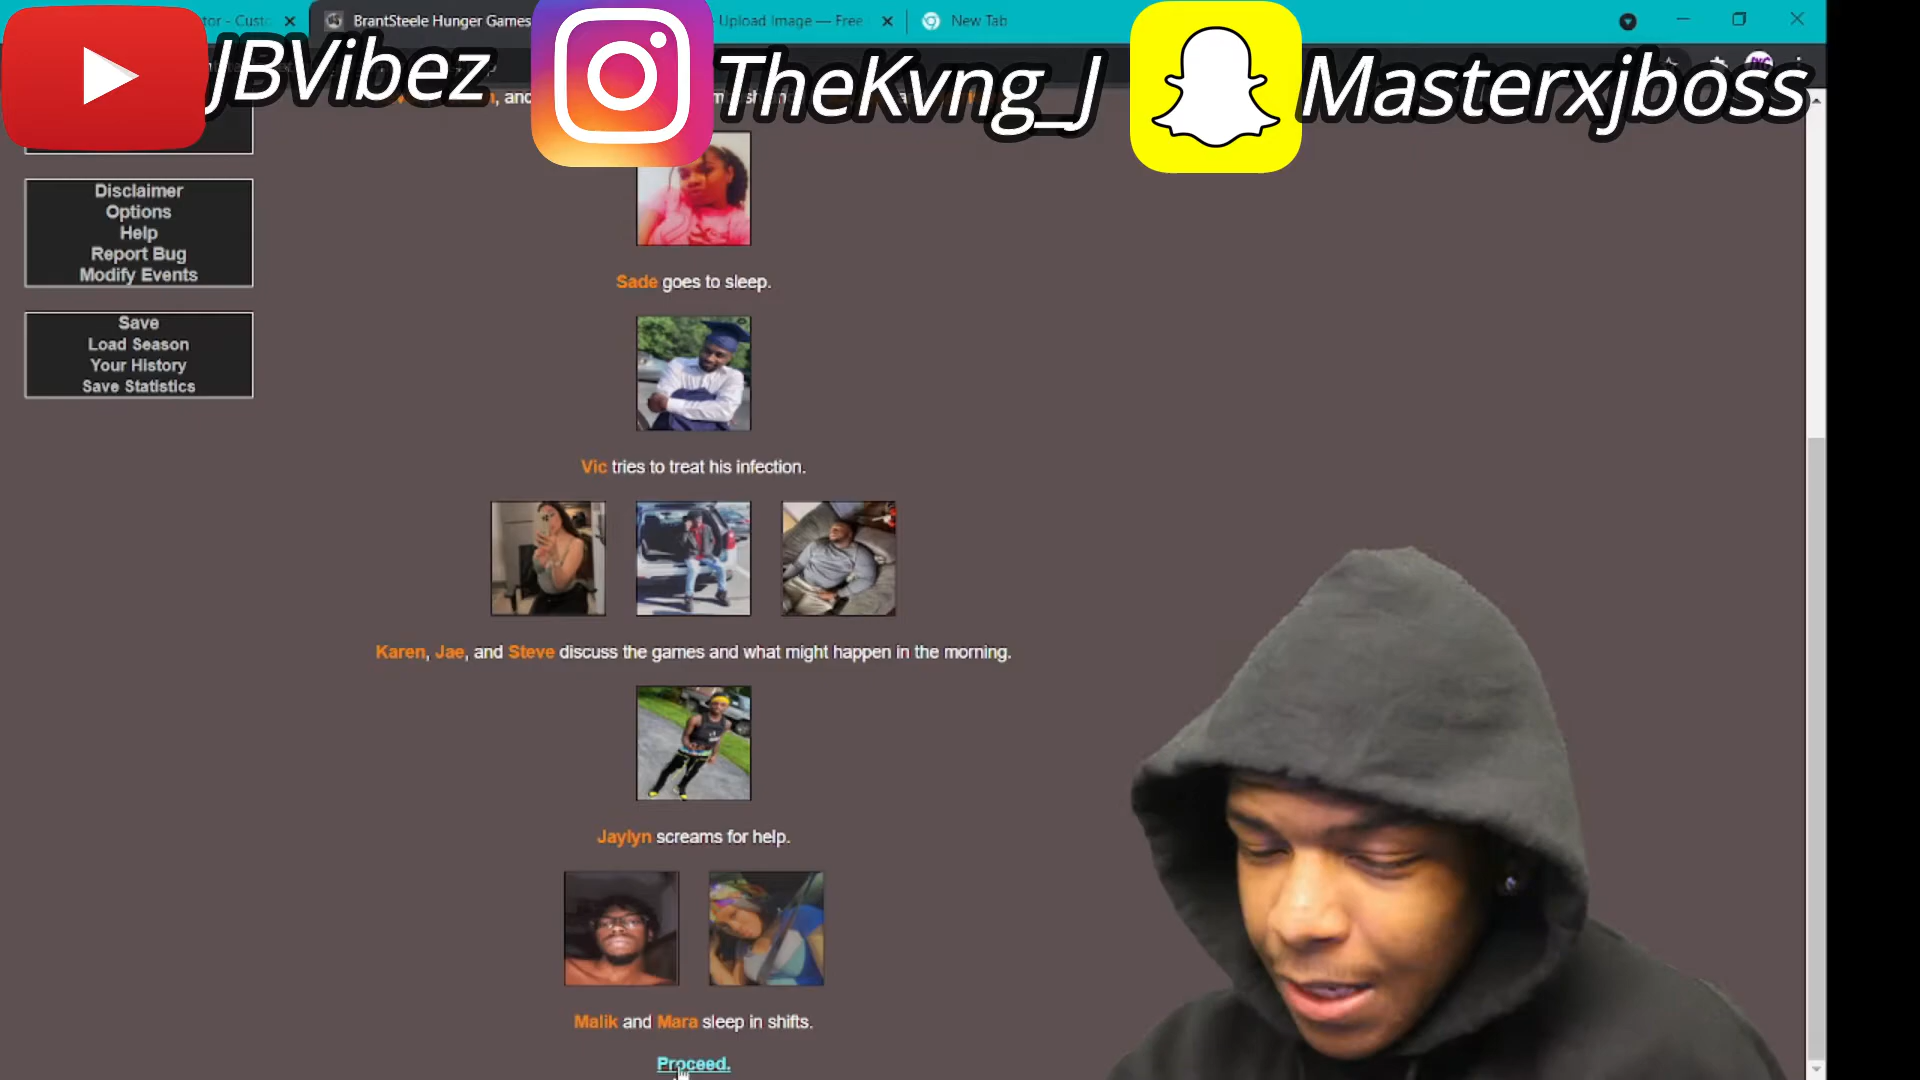 tor - Custo
BrantSteele Hunger Games
Upload Image — Free
New Tab
JBVibez
TheKvng_J
Masterxjboss
, and
Disclaimer
Options
Help
Report Bug
Modify Events
Save
Load Season
Your History
Save Statistics
Sade goes to sleep.
Vic tries to treat his infection.
Karen, Jae, and Steve discuss the games and what might happen in the morning.
Jaylyn screams for help.
Malik and Mara sleep in shifts.
Proceed.